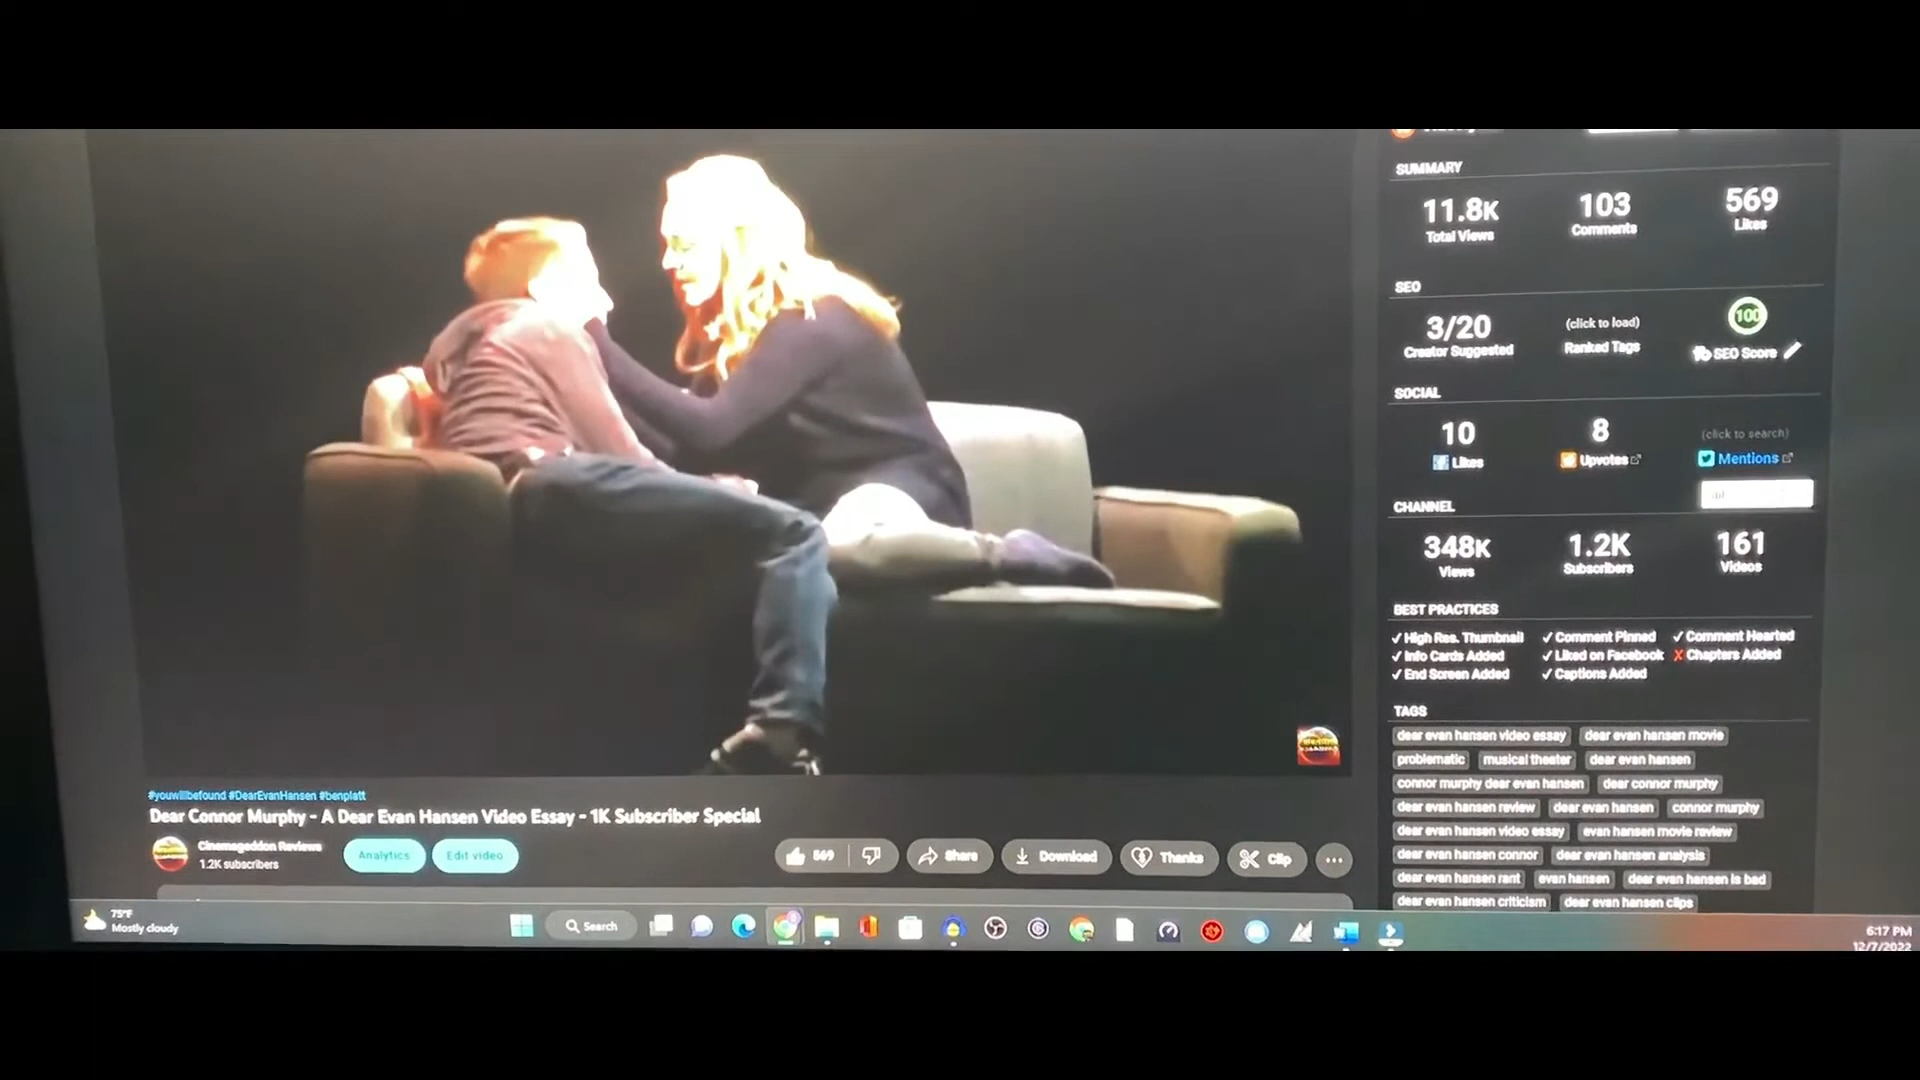 SUMMARY
11.8K 103 569
Total Views Comments Likes
SEO
3/20 (click to load) 100
Creator Suggested Ranked Tags SEO Score
SOCIAL
10 8 (click to search)
Likes Upvotes Mentions
CHANNEL
348K 1.2K 161
Views Subscribers Videos
BEST PRACTICES
✓ High Res. Thumbnail ✓ Comment Pinned ✓ Comment Hearted
✓ Info Cards Added ✓ Liked on Facebook X Chapters Added
✓ End Screen Added ✓ Captions Added
TAGS
dear evan hansen video essay dear evan hansen movie
problematic musical theater dear evan hansen
connor murphy dear evan hansen dear connor murphy
dear evan hansen review dear evan hansen connor murphy
dear evan hansen video essay evan hansen movie review
dear evan hansen connor dear evan hansen analysis
dear evan hansen rant evan hansen dear evan hansen is bad
dear evan hansen criticism dear evan hansen clips
#youwillbefound #DearEvanHansen #benplatt
Dear Connor Murphy - A Dear Evan Hansen Video Essay - 1K Subscriber Special
Cinemageddon Reviews
1.2K subscribers
Analytics Edit video 569 Share Download Thanks Clip
75°F
Mostly cloudy
Search
6:17 PM
12/7/2022